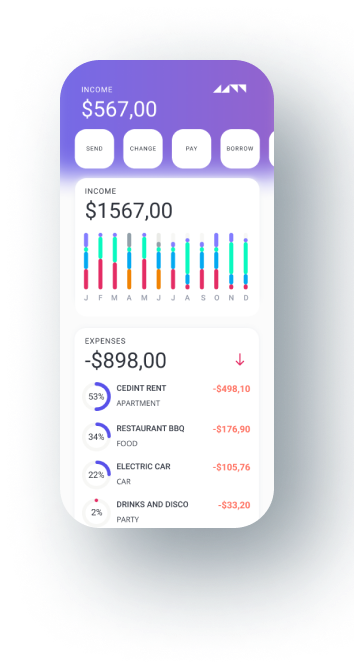 INCOME
$567,00
SEND CHANGE PAY BORROW
INCOME
$1567,00
J F M A M J J A S O N D
EXPENSES
-$898,00
53% CEDINT RENT -$498,10
APARTMENT
34% RESTAURANT BBQ -$176,90
FOOD
22% ELECTRIC CAR -$105,76
CAR
2% DRINKS AND DISCO -$33,20
PARTY